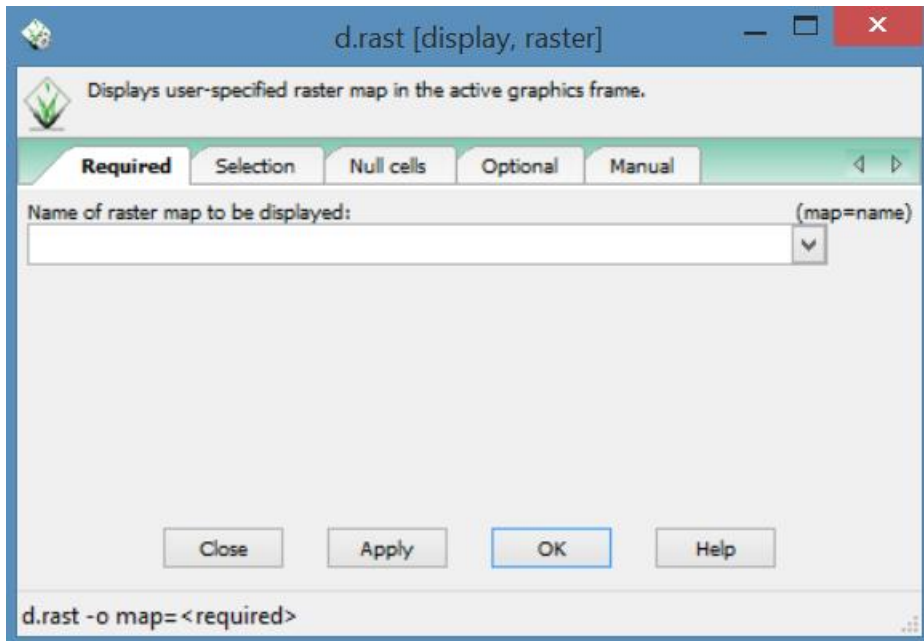 d.rast [display, raster]
Displays user-specified raster map in the active graphics frame.
Required Selection Null cells Optional Manual
Name of raster map to be displayed: (map=name)
Close Apply OK Help
d.rast -o map=<required>